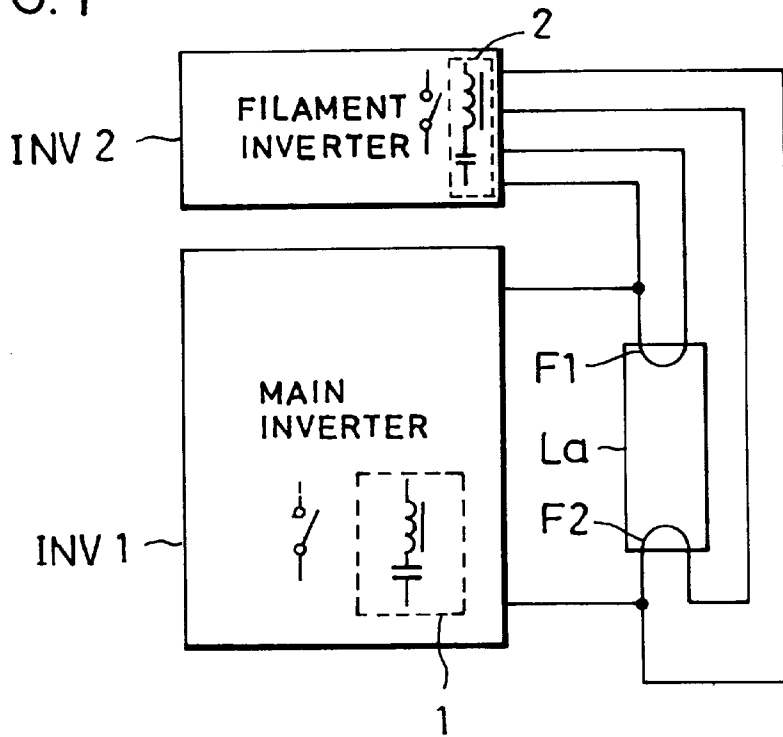 2
FILAMENT
INVERTER
INV 2
F1
MAIN
INVERTER
La
F2
INV 1
1